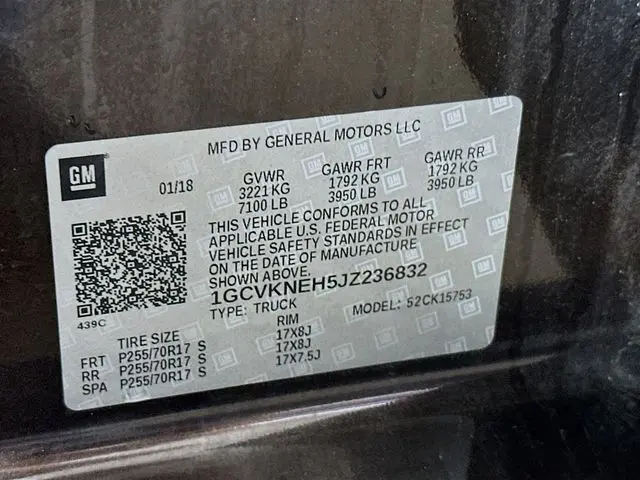 MFD BY GENERAL MOTORS LLC
GM
01/18
GVWR GAWR FRT GAWR RR
3221 KG 1792 KG 1792 KG
7100 LB 3950 LB 3950 LB
THIS VEHICLE CONFORMS TO ALL
APPLICABLE U.S. FEDERAL MOTOR
VEHICLE SAFETY STANDARDS IN EFFECT
ON THE DATE OF MANUFACTURE
SHOWN ABOVE.
1GCVKNEH5JZ236832
TYPE: TRUCK MODEL: 52CK15753
439C
TIRE SIZE RIM
FRT P255/70R17 S 17X8J
RR P255/70R17 S 17X8J
SPA P255/70R17 S 17X7.5J